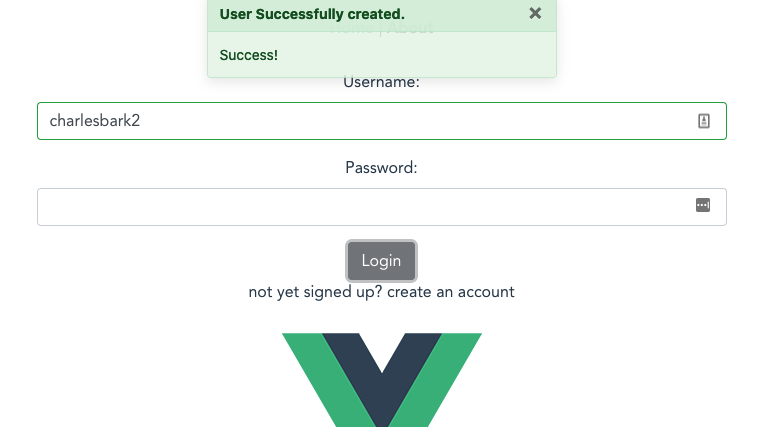 User Successfully created.
Success!
Home | About
Username:
charlesbark2
Password:
Login
not yet signed up? create an account